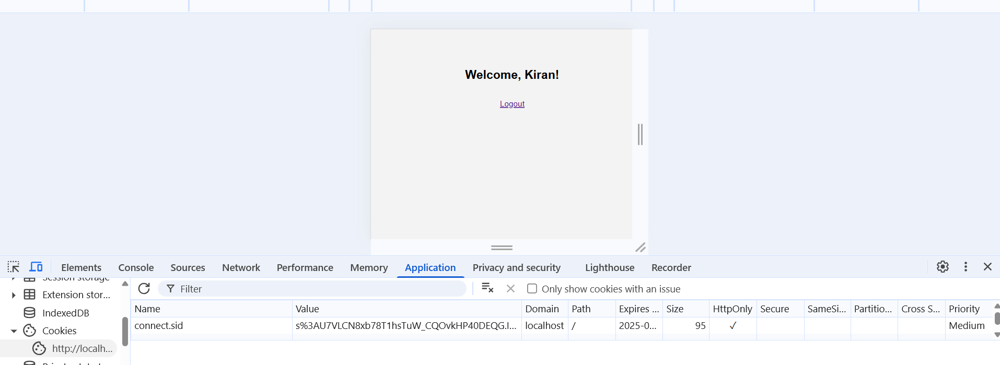 Welcome, Kiran!
Logout
Elements Console Sources Network Performance Memory Application Privacy and security Lighthouse Recorder
Session storage
Extension stor...
IndexedDB
Cookies
http://localh...
Filter
Only show cookies with an issue
Name Value Domain Path Expires ... Size HttpOnly Secure SameSi... Partitio... Cross S... Priority
connect.sid s%3AU7VLCN8xb78T1hsTuW_CQOvkHP40DEQG.I... localhost / 2025-0... 95 ✓ Medium